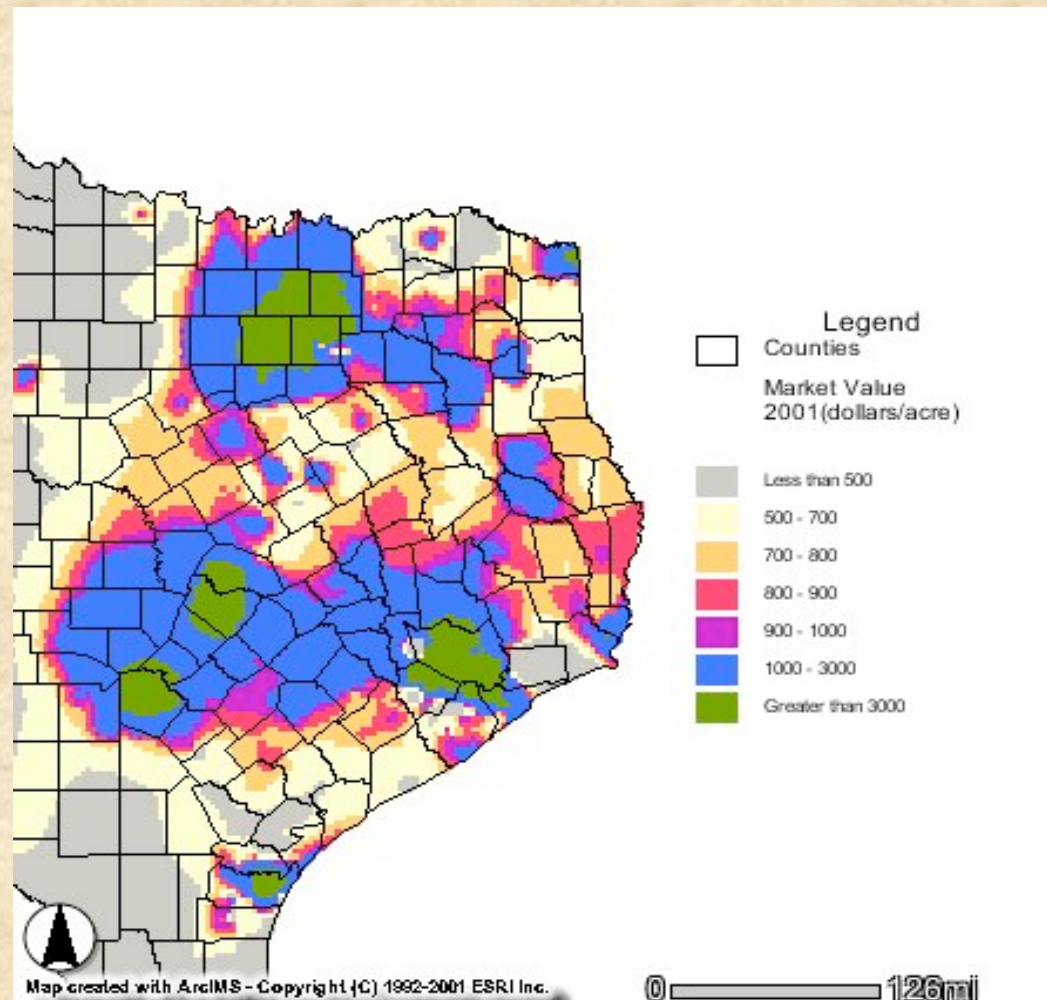 Legend
Counties
Market Value
2001(dollars/acre)
Less than 500
500 - 700
700 - 800
800 - 900
900 - 1000
1000 - 3000
Greater than 3000
Map created with ArcIMS - Copyright (C) 1992-2001 ESRI Inc.
0 126mi